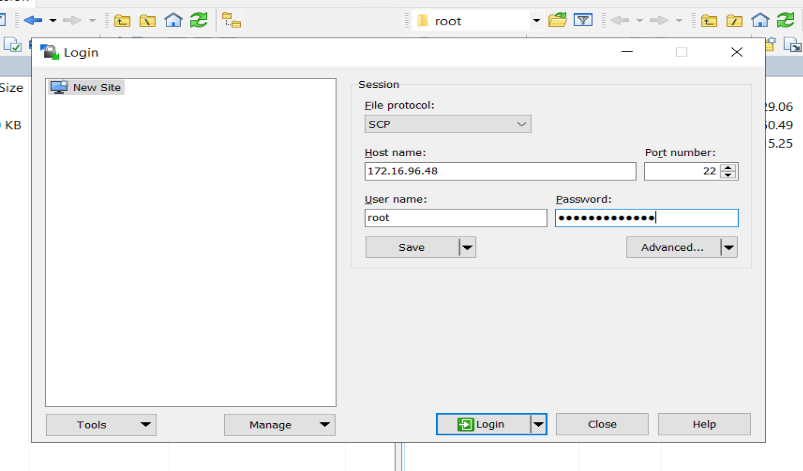 root
Login
Size
New Site
Session
File protocol:
29.06
SCP
KB
60.49
5.25
Host name:
Port number:
172.16.96.48
22
User name:
Password:
root
●●●●●●●●●●●●●
Save
Advanced...
Tools
Manage
Login
Close
Help